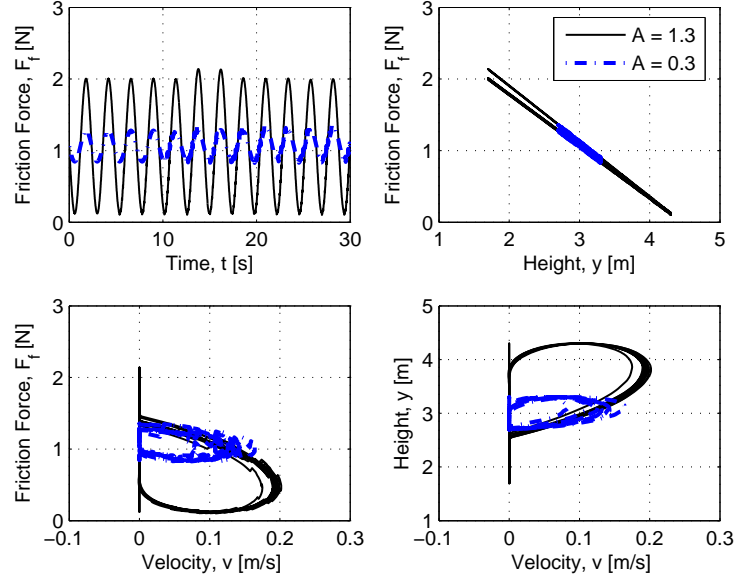 3
2
1
0
0 10 20 30
Friction Force, F_f [N]
Time, t [s]
3
2
1
0
1 2 3 4 5
Friction Force, F_f [N]
Height, y [m]
A = 1.3
A = 0.3
3
2
1
0
−0.1 0 0.1 0.2 0.3
Friction Force, F_f [N]
Velocity, v [m/s]
5
4
3
2
1
−0.1 0 0.1 0.2 0.3
Height, y [m]
Velocity, v [m/s]